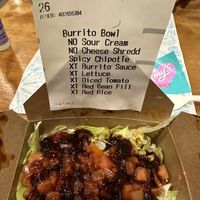 26
Burrito Bowl
NO Sour Cream
NO Cheese Shredd
Spicy Chipotle
XT Burrito Sauce
XT Lettuce
XT Diced Tomato
XT Red Bean Fill
XT Red Rice